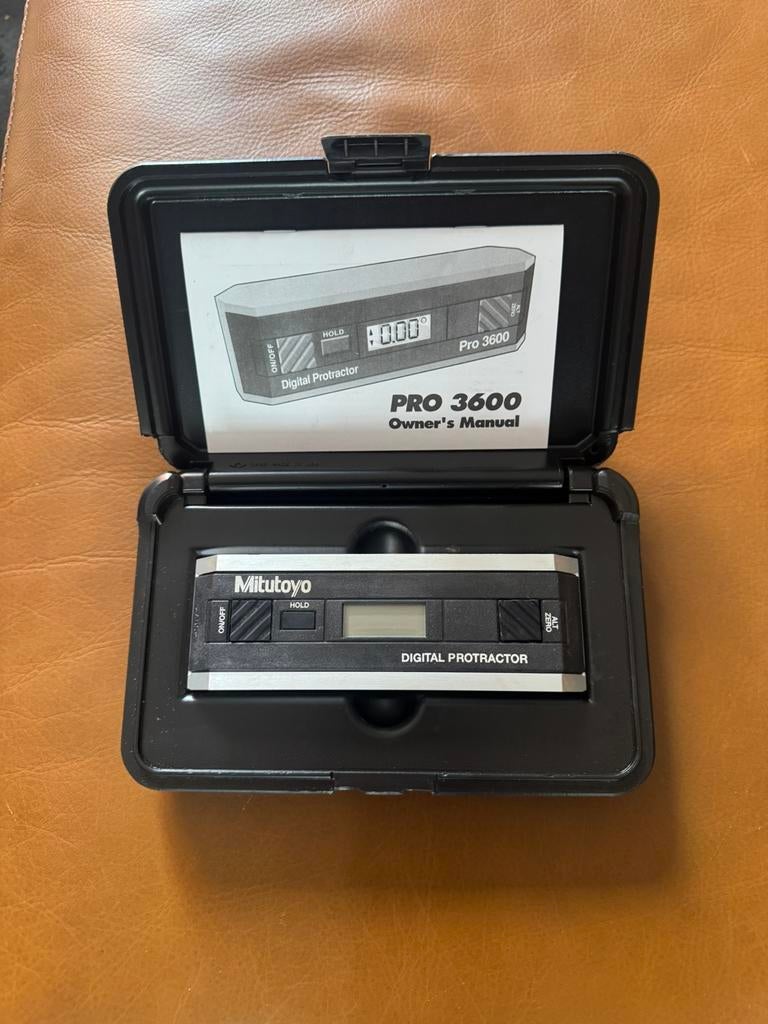 HOLD
ON/OFF
0.00°
ALT
ZERO
Digital Protractor
Pro 3600
PRO 3600
Owner's Manual
Mitutoyo
ON/OFF
HOLD
ALT
ZERO
DIGITAL PROTRACTOR